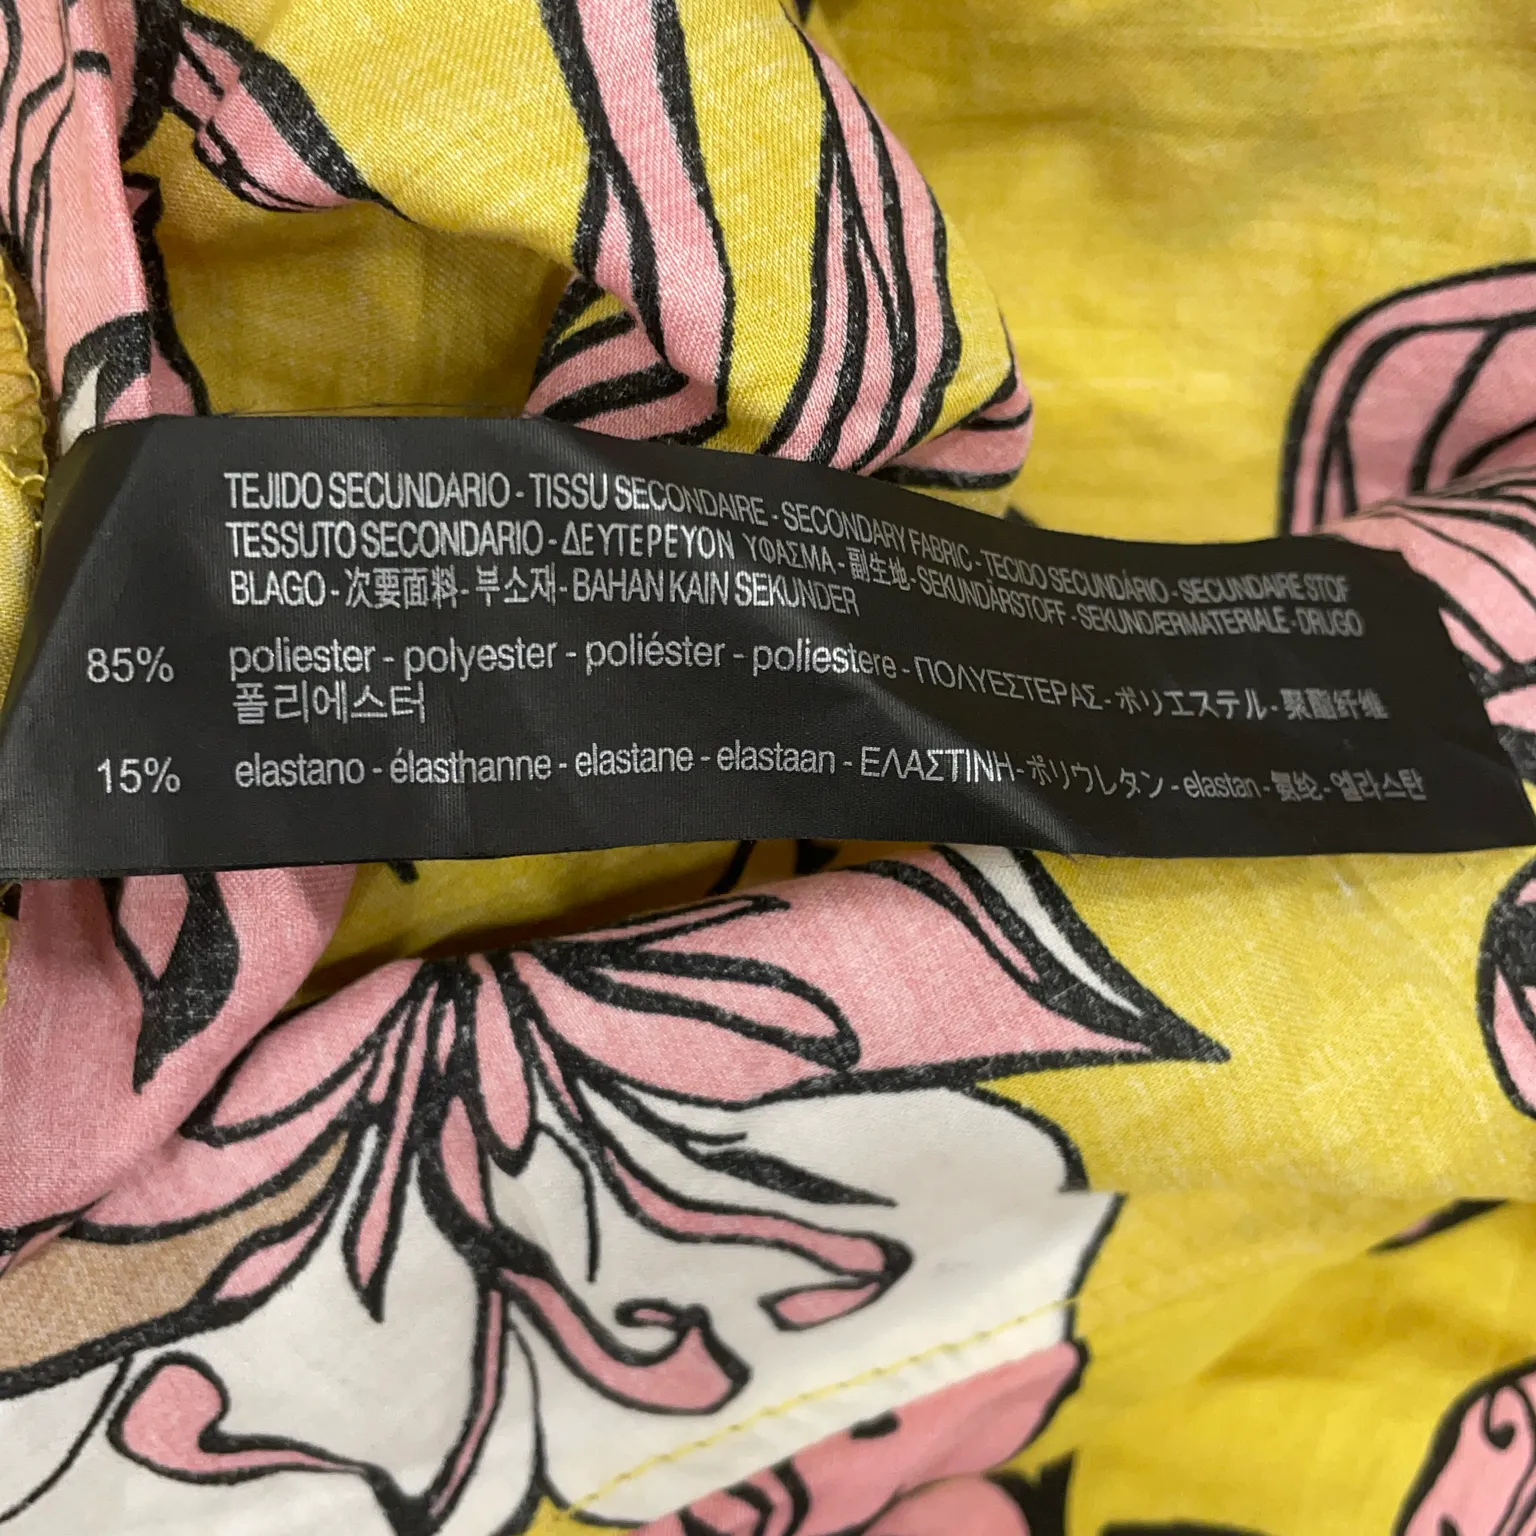 TEJIDO SECUNDARIO - TISSU SECONDAIRE - SECONDARY FABRIC - TECIDO SECUNDÁRIO - SECUNDAIRE STOF
TESSUTO SECONDARIO - ΔΕΥΤΕΡΕΥΟΝ ΥΦΑΣΜΑ - 副生地 - SEKUNDÄRSTOFF - SEKUNDÆRMATERIALE - DRUGO
BLAGO - 次要面料 - 부소재 - BAHAN KAIN SEKUNDER
85% poliester - polyester - poliéster - poliestere - ΠΟΛΥΕΣΤΕΡΑΣ - ポリエステル - 聚酯纤维
폴리에스터
15% elastano - élasthanne - elastane - elastaan - ΕΛΑΣΤΙΝΗ - ポリウレタン - elastan - 氨纶 - 엘라스탄